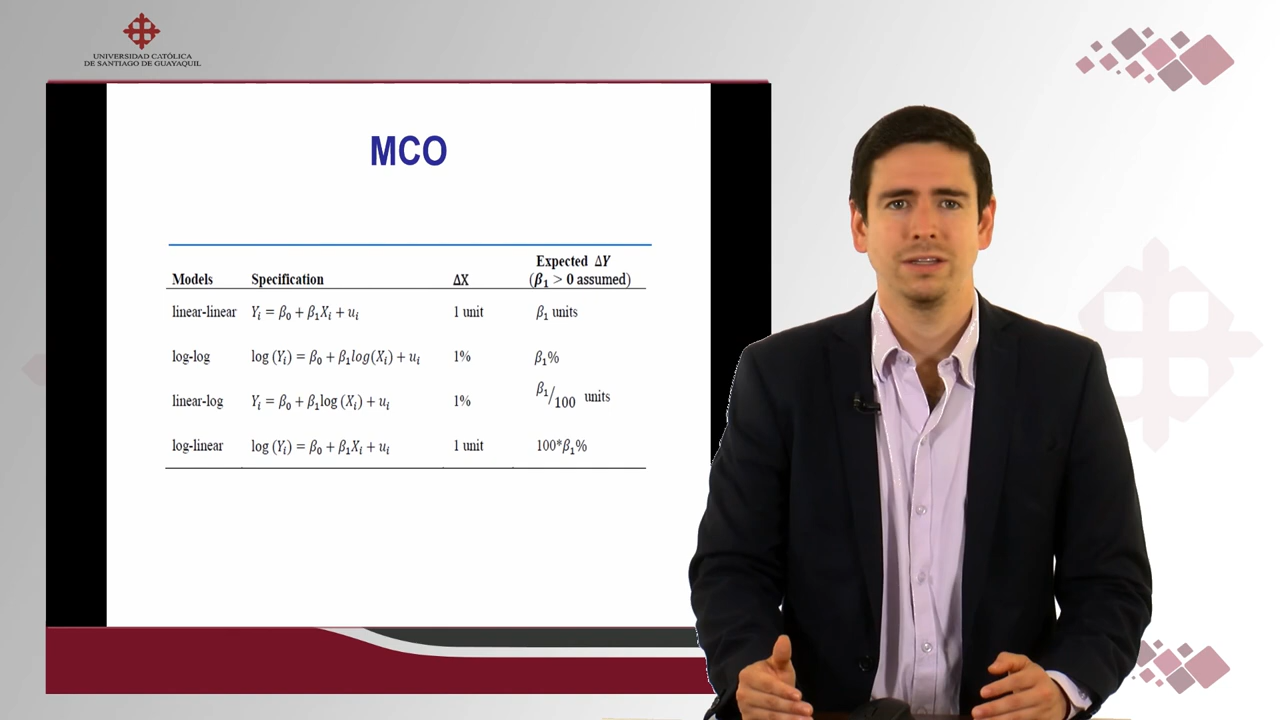 UNIVERSIDAD CATÓLICA
DE SANTIAGO DE GUAYAQUIL
MCO
Models Specification ΔX Expected ΔY (β₁ > 0 assumed)
linear-linear Yᵢ = β₀ + β₁Xᵢ + uᵢ 1 unit β₁ units
log-log log (Yᵢ) = β₀ + β₁log(Xᵢ) + uᵢ 1% β₁%
linear-log Yᵢ = β₀ + β₁log (Xᵢ) + uᵢ 1% β₁/100 units
log-linear log (Yᵢ) = β₀ + β₁Xᵢ + uᵢ 1 unit 100*β₁%